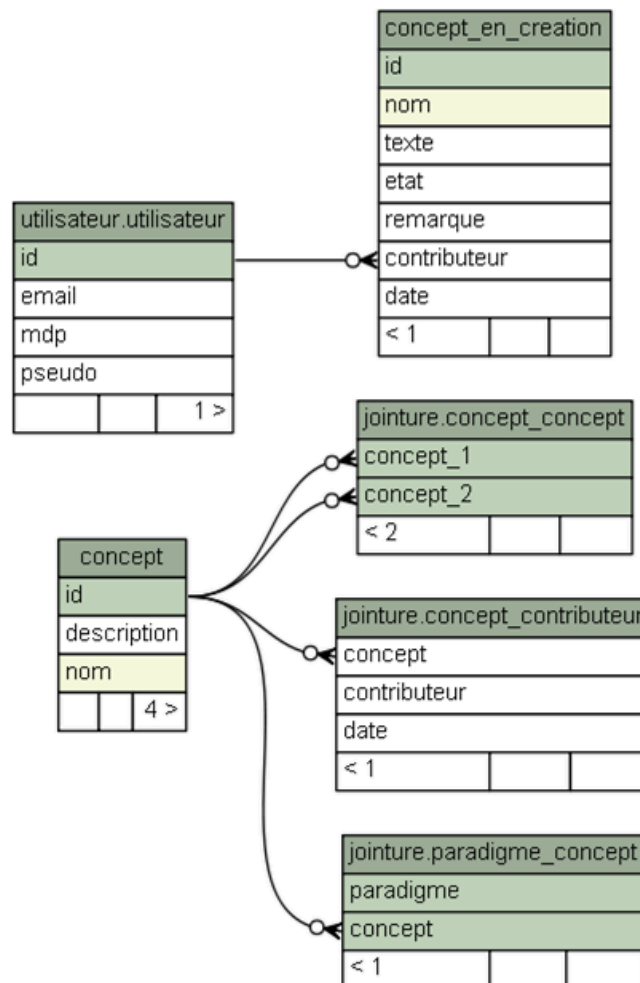 concept_en_creation
id
nom
texte
etat
remarque
contributeur
date
< 1
utilisateur.utilisateur
id
email
mdp
pseudo
1 >
jointure.concept_concept
concept_1
concept_2
< 2
concept
id
description
nom
4 >
jointure.concept_contributeur
concept
contributeur
date
< 1
jointure.paradigme_concept
paradigme
concept
< 1